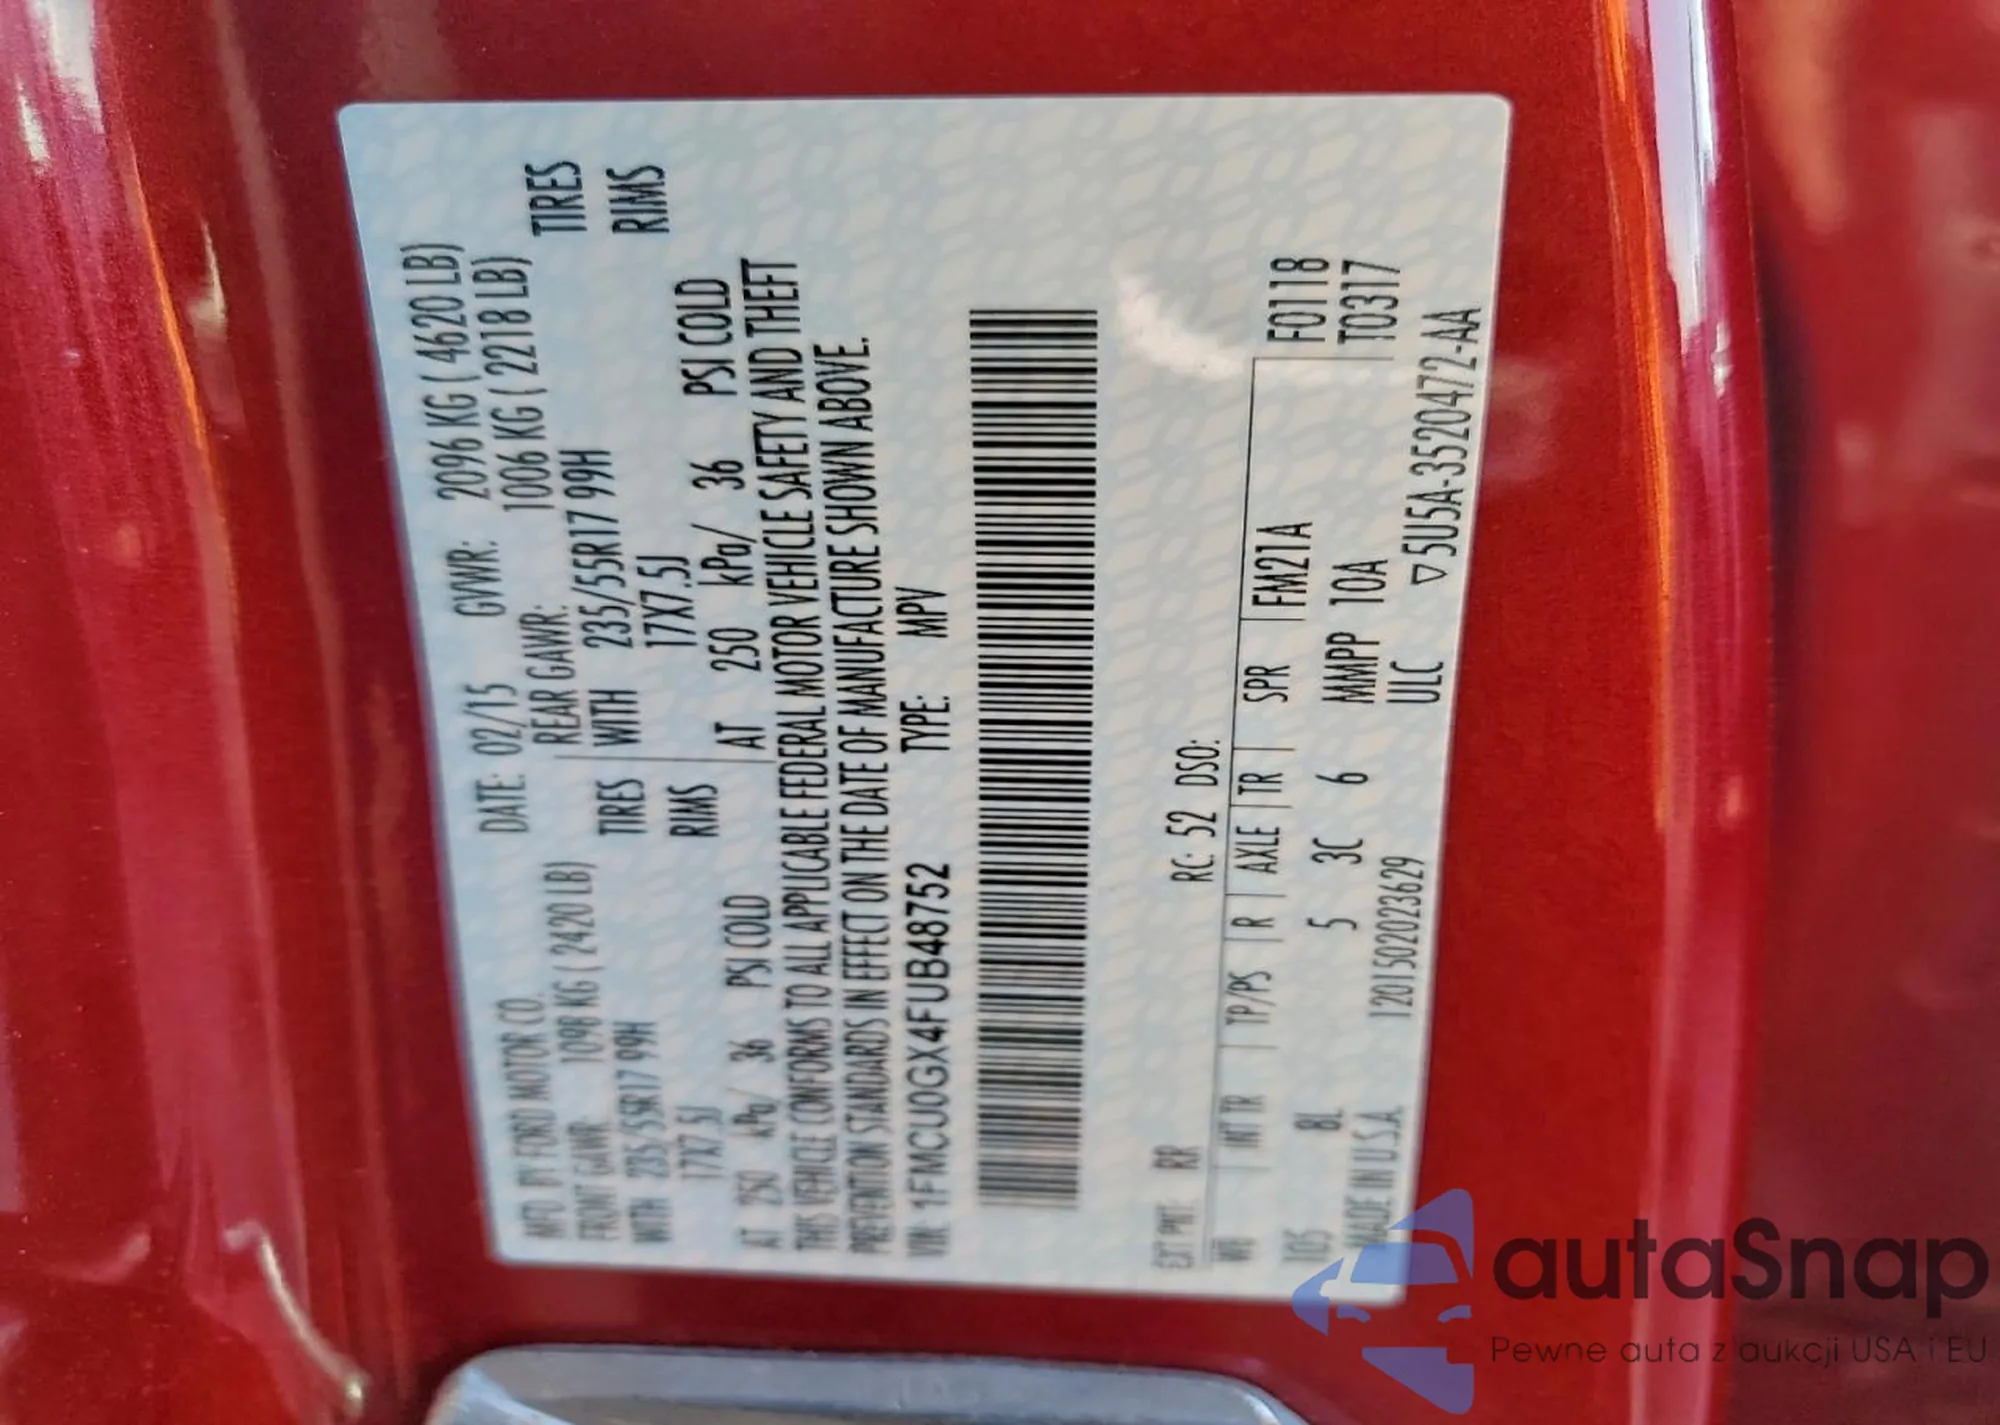 MFD BY FORD MOTOR CO. DATE: 02/15 GVWR: 2096 KG ( 4620 LB)
FRONT GAWR: 1098 KG ( 2420 LB) REAR GAWR: 1006 KG ( 2218 LB)
WITH 235/55R17 99H TIRES WITH 235/55R17 99H TIRES
17X7.5J RIMS 17X7.5J RIMS
AT 250 kPa/ 36 PSI COLD AT 250 kPa/ 36 PSI COLD
THIS VEHICLE CONFORMS TO ALL APPLICABLE FEDERAL MOTOR VEHICLE SAFETY AND THEFT
PREVENTION STANDARDS IN EFFECT ON THE DATE OF MANUFACTURE SHOWN ABOVE.
VIN: 1FMCU0GX4FUB48752 TYPE: MPV
EXT PNT: RR RC: 52 DSO:
WB INT TR TP/PS R AXLE TR SPR FM21A F0118
105 BL 5 3C 6 MMPP 10A T0317
MADE IN U.S.A. 1201502023629 ULC ▽5U5A-3520472-AA
autaSnap
Pewne auta z aukcji USA i EU